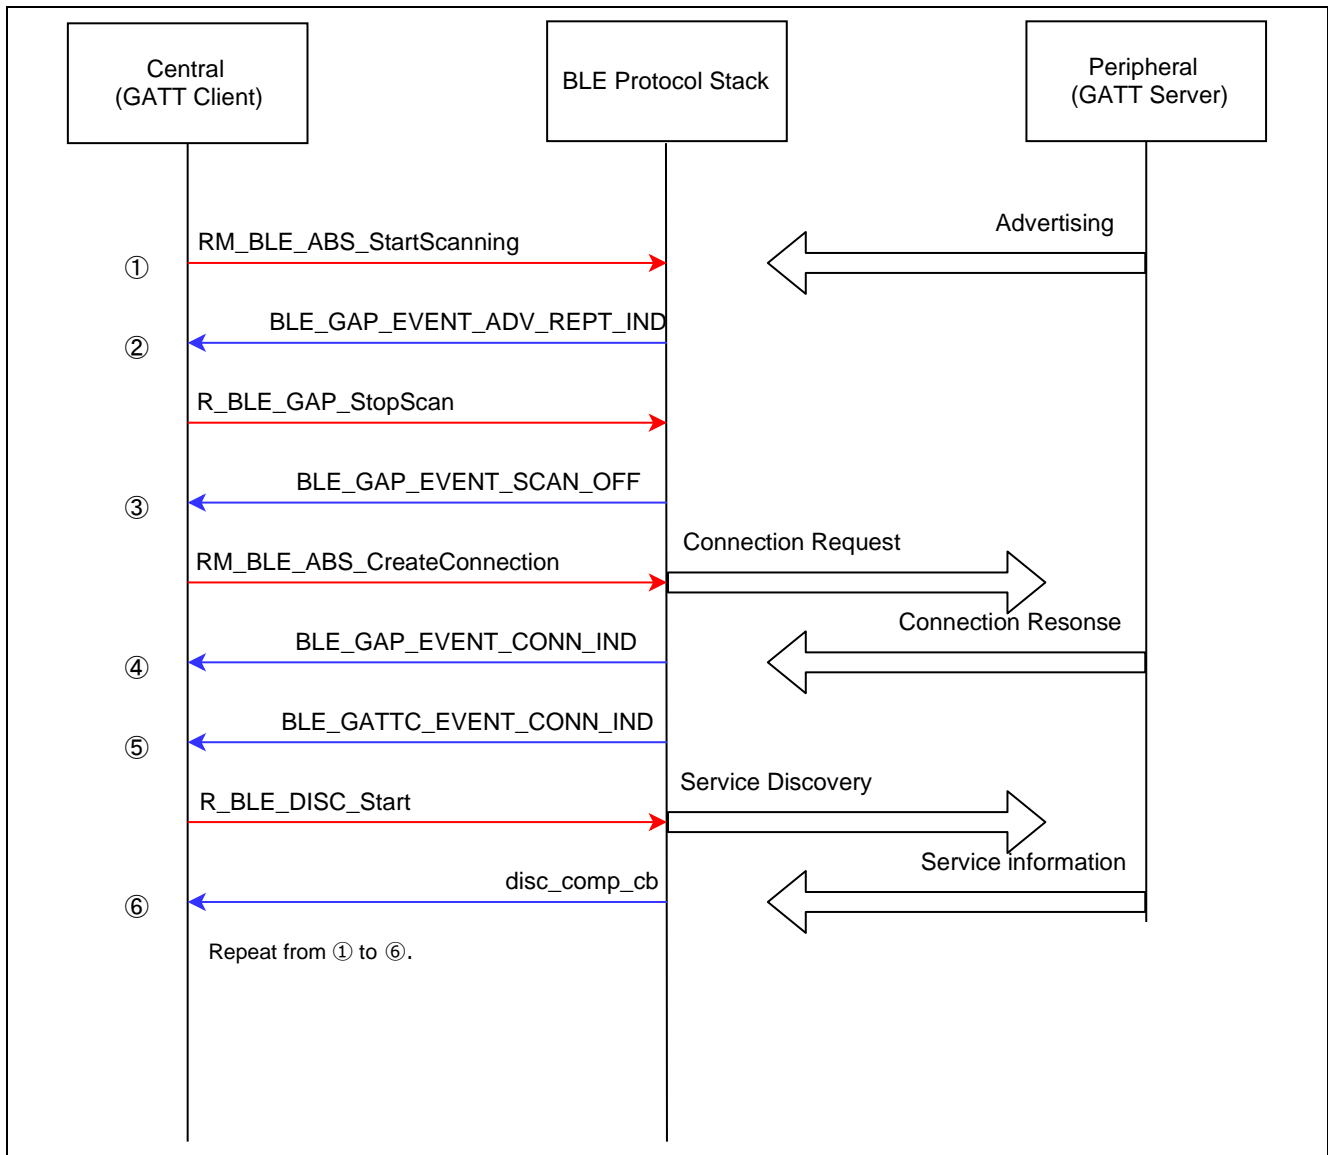 Central
(GATT Client)
BLE Protocol Stack
Peripheral
(GATT Server)
Advertising
RM_BLE_ABS_StartScanning
①
BLE_GAP_EVENT_ADV_REPT_IND
②
R_BLE_GAP_StopScan
BLE_GAP_EVENT_SCAN_OFF
③
Connection Request
RM_BLE_ABS_CreateConnection
Connection Resonse
BLE_GAP_EVENT_CONN_IND
④
BLE_GATTC_EVENT_CONN_IND
⑤
Service Discovery
R_BLE_DISC_Start
Service information
disc_comp_cb
⑥
Repeat from ① to ⑥.